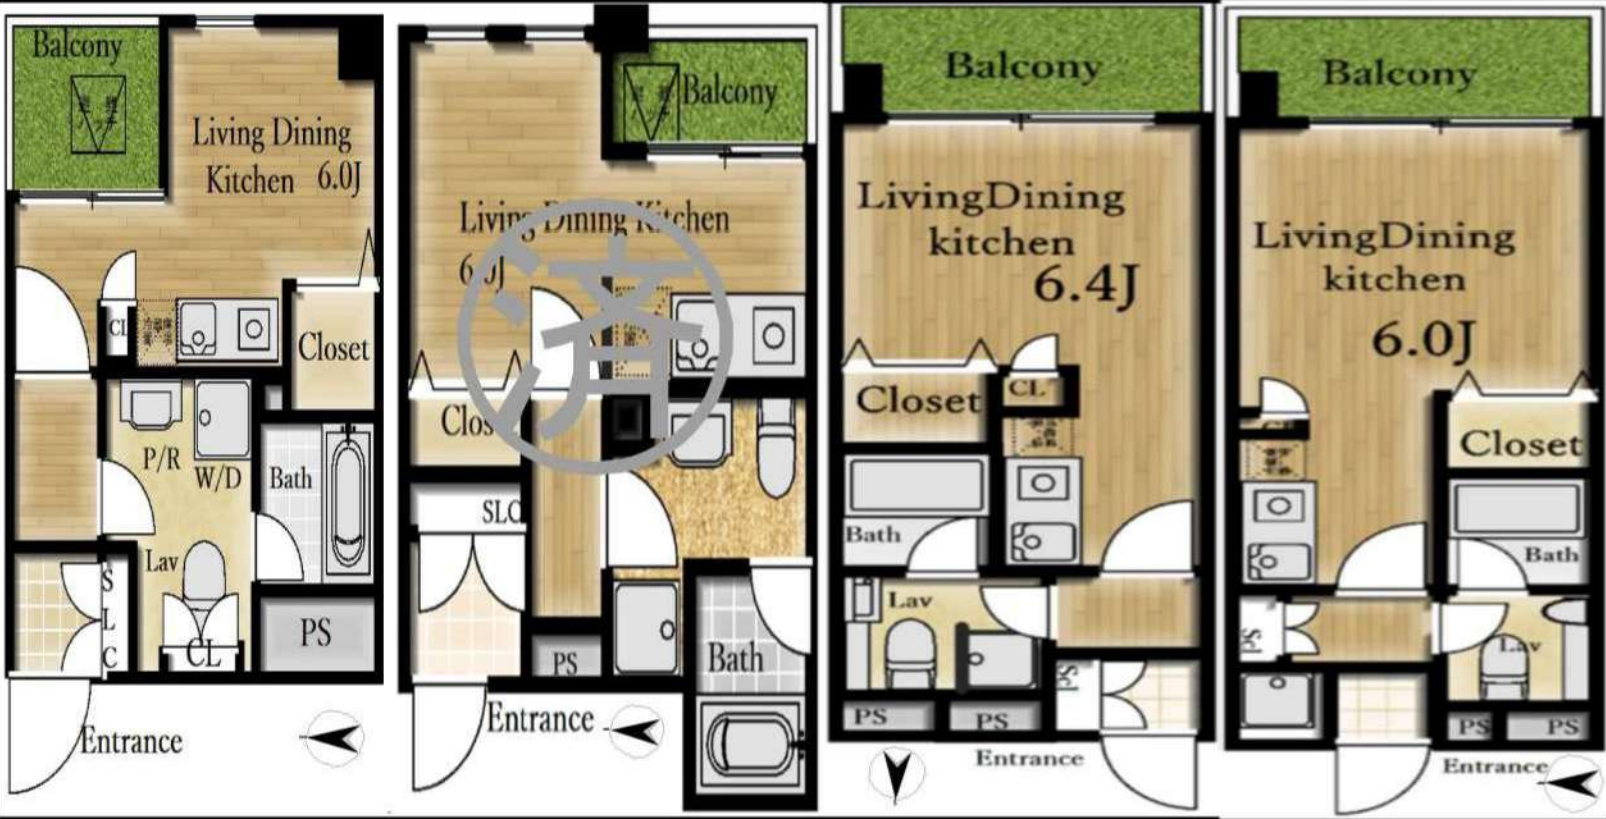 Balcony
Living Dining
Kitchen 6.0J
CL
Closet
P/R
W/D
Bath
Lav
S
L
C
CL
PS
Entrance
Balcony
Living Dining Kitchen
済
SLC
PS
Bath
Entrance
Balcony
LivingDining
kitchen
6.4J
Closet
CL
Bath
Lav
Scl
PS
PS
Entrance
Balcony
LivingDining
kitchen
6.0J
Closet
Bath
Scl
Lav
PS
PS
Entrance